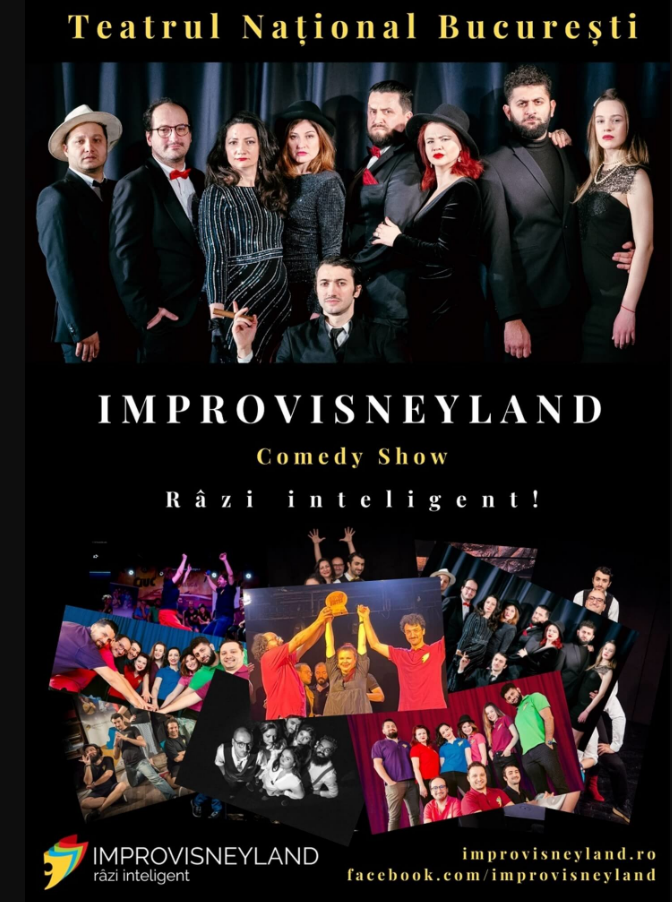 Teatrul Național București
IMPROVISNEYLAND
Comedy Show
Râzi inteligent!
IMPROVISNEYLAND
râzi inteligent
improvisneyland.ro
facebook.com/improvisneyland